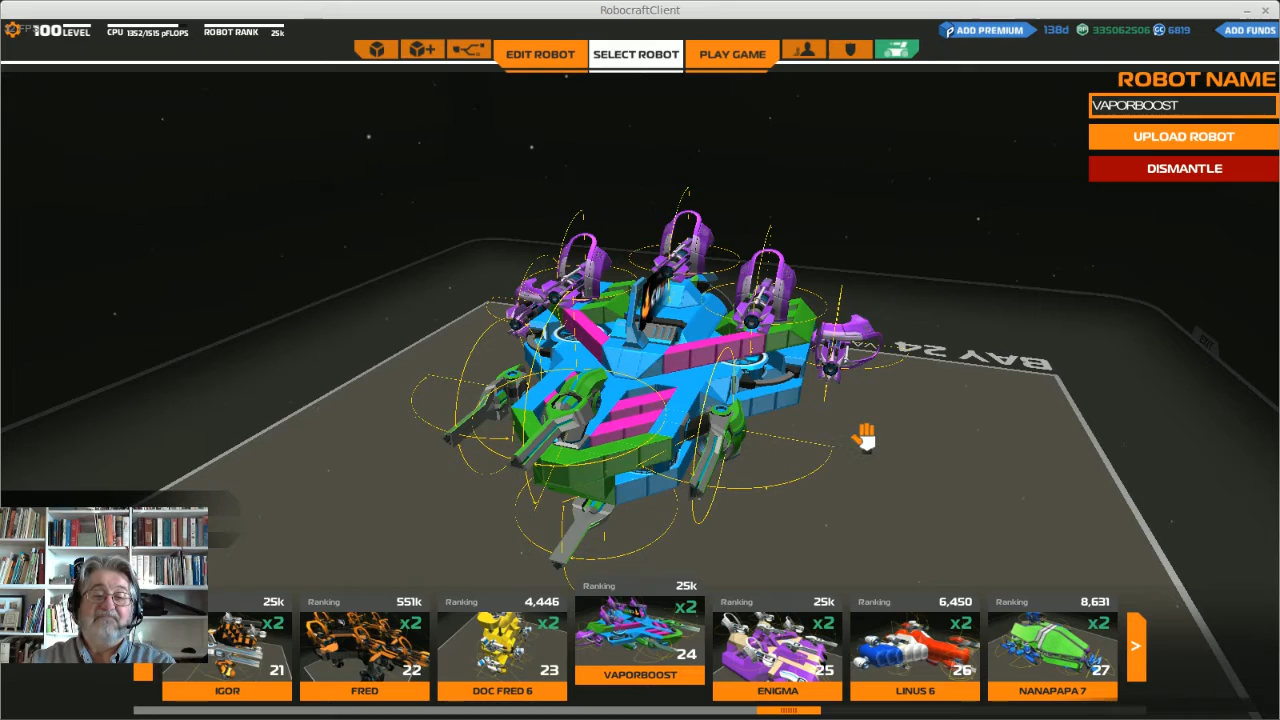 RobocraftClient
100 LEVEL
CPU 1352/1515 pFLOPS
ROBOT RANK 25k
EDIT ROBOT
SELECT ROBOT
PLAY GAME
ADD PREMIUM
138d
335062506
6819
ADD FUNDS
ROBOT NAME
VAPORBOOST
UPLOAD ROBOT
DISMANTLE
BAY 24
25k
x2
21
IGOR
Ranking 551k
x2
22
FRED
Ranking 4,446
x2
23
DOC FRED 6
Ranking 25k
x2
24
VAPORBOOST
Ranking 25k
x2
25
ENIGMA
Ranking 6,450
x2
26
LINUS 6
Ranking 8,631
x2
27
NANAPAPA 7
>